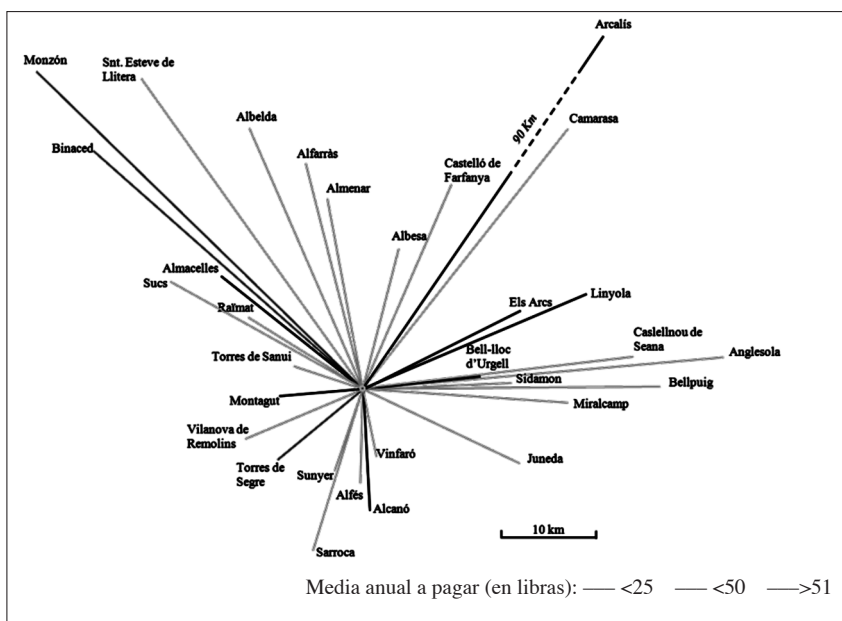 Arcalís
Monzón
Snt. Esteve de
Llitera
Albelda
Camarasa
90 Km
Binaced
Alfarràs
Castelló de
Farfanya
Almenar
Albesa
Almacelles
Sucs
Linyola
Els Arcs
Raïmat
Caslellnou de
Seana
Anglesola
Torres de Sanui
Bell-lloc
d'Urgell
Sidamon
Bellpuig
Montagut
Miralcamp
Vilanova de
Remolins
Vinfaró
Juneda
Torres de
Segre
Sunyer
Alfés
Alcanó
10 km
Sarroca
Media anual a pagar (en libras): —— <25 —— <50 ——>51